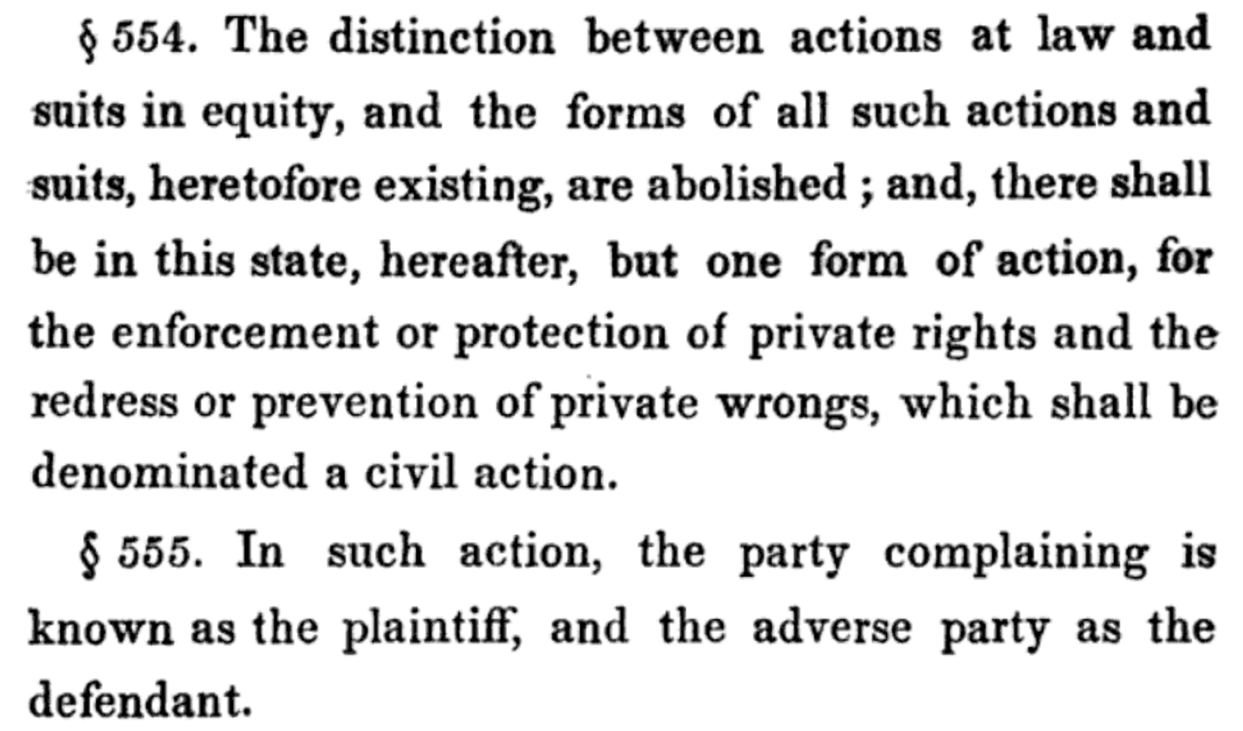 § 554. The distinction between actions at law and
suits in equity, and the forms of all such actions and
suits, heretofore existing, are abolished ; and, there shall
be in this state, hereafter, but one form of action, for
the enforcement or protection of private rights and the
redress or prevention of private wrongs, which shall be
denominated a civil action.
§ 555. In such action, the party complaining is
known as the plaintiff, and the adverse party as the
defendant.